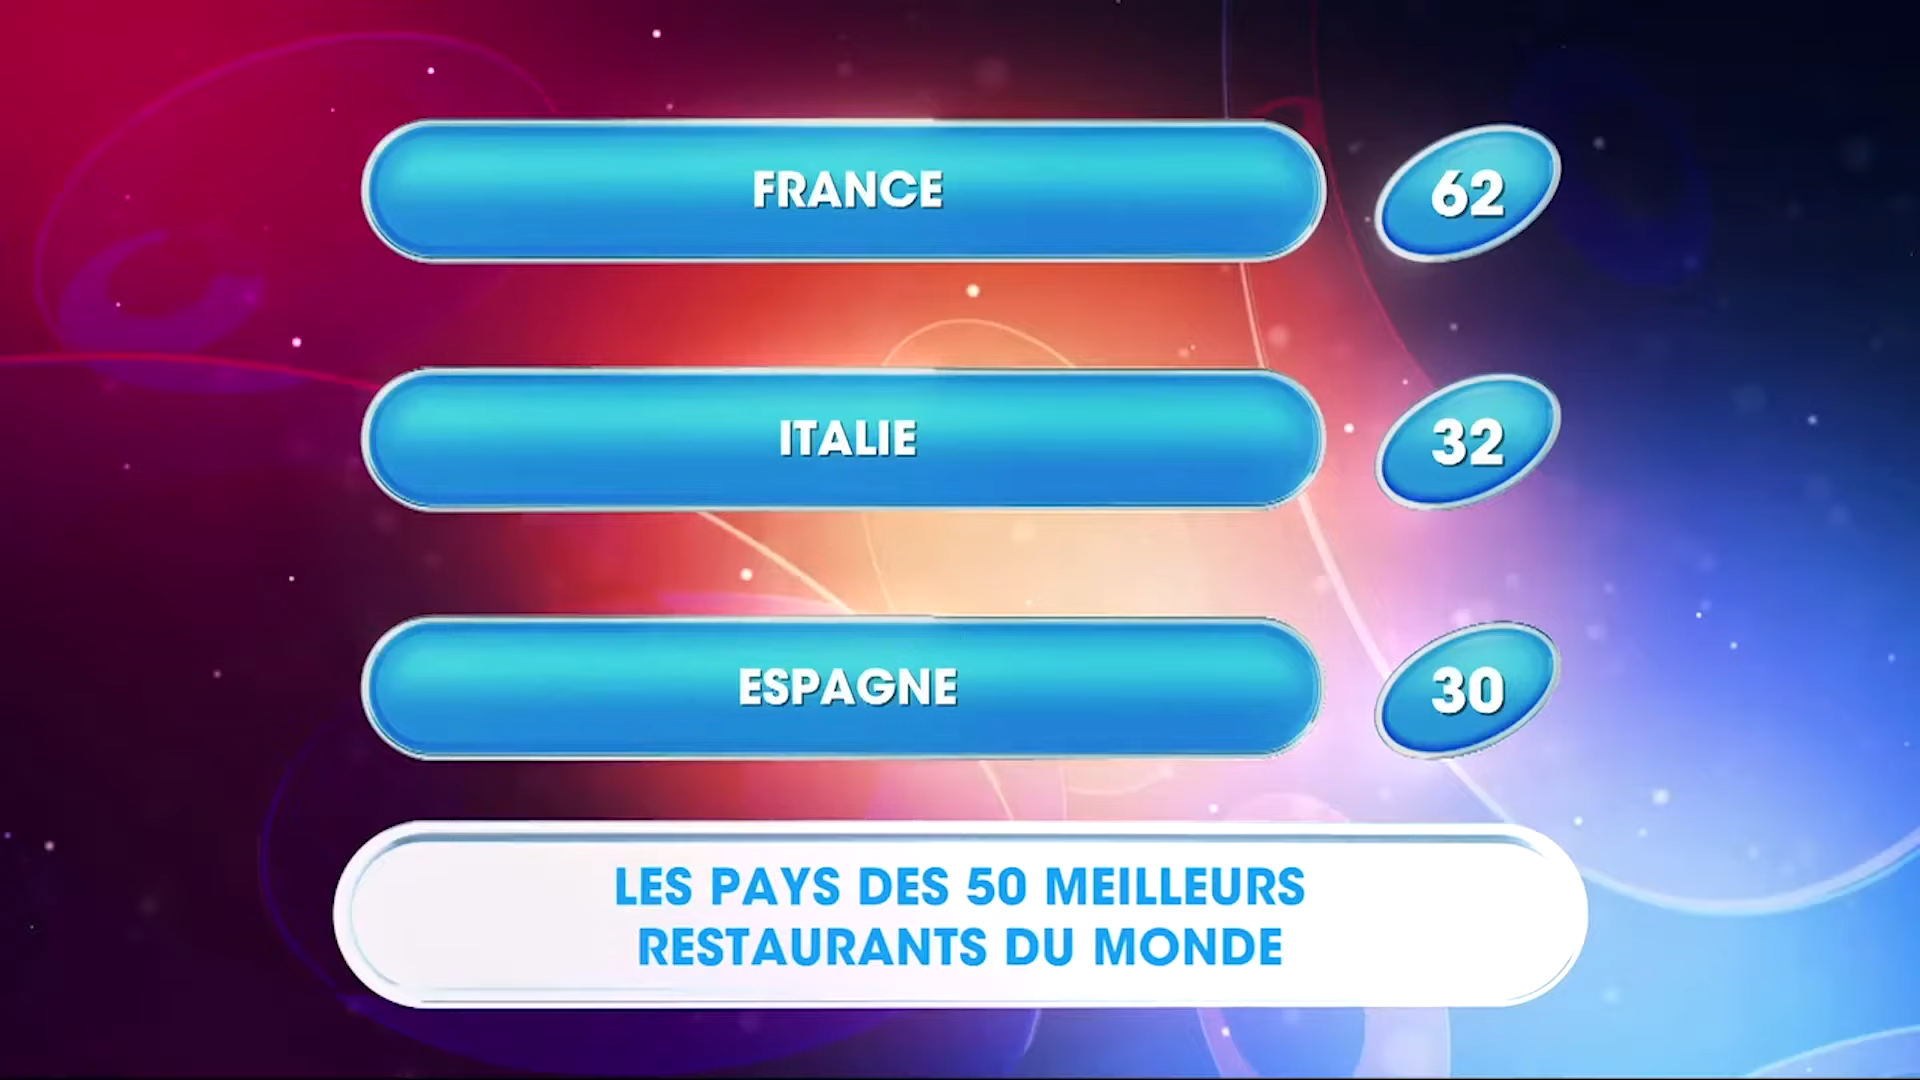 FRANCE 62
ITALIE 32
ESPAGNE 30
LES PAYS DES 50 MEILLEURS
RESTAURANTS DU MONDE